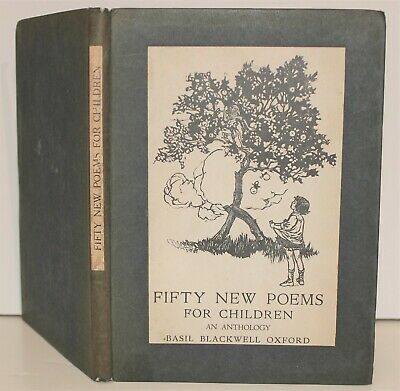 FIFTY NEW POEMS FOR CHILDREN
FIFTY NEW POEMS
FOR CHILDREN
AN ANTHOLOGY
BASIL BLACKWELL OXFORD